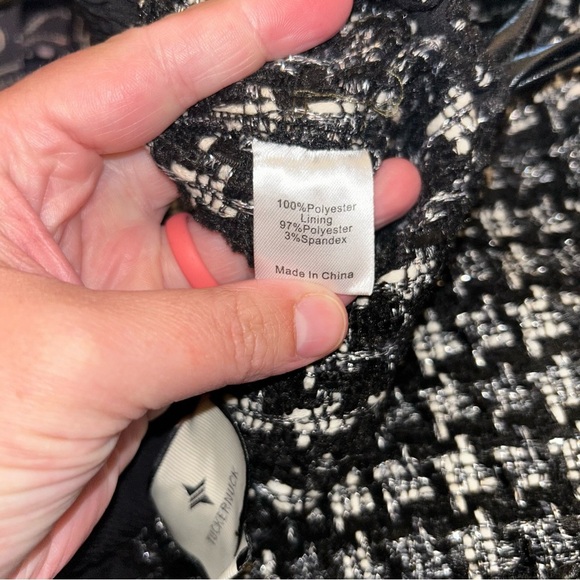 100%Polyester
Lining
97%Polyester
3%Spandex
Made In China